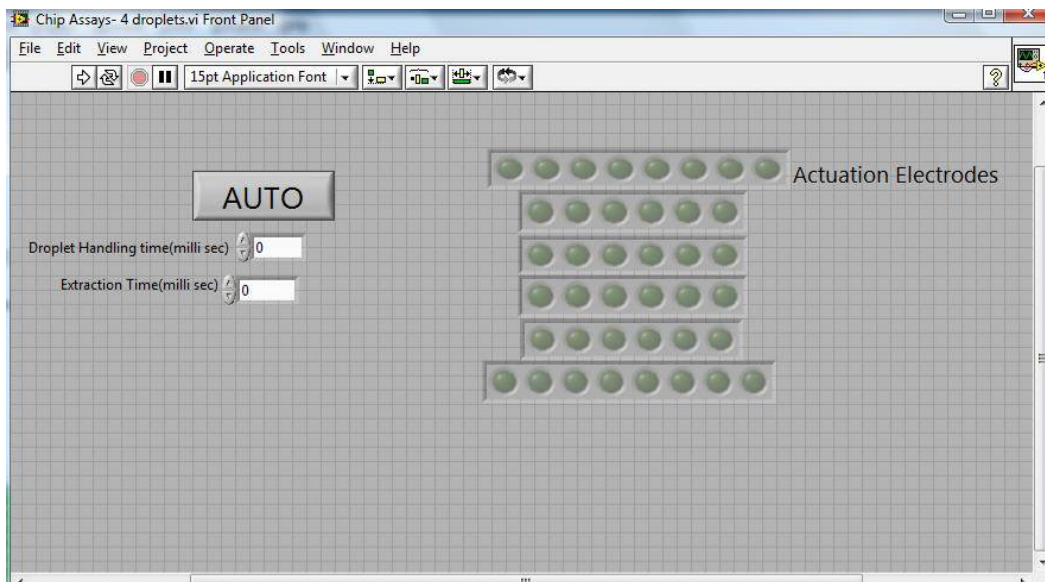 Chip Assays- 4 droplets.vi Front Panel
File Edit View Project Operate Tools Window Help
15pt Application Font
AUTO
Actuation Electrodes
Droplet Handling time(milli sec) 0
Extraction Time(milli sec) 0